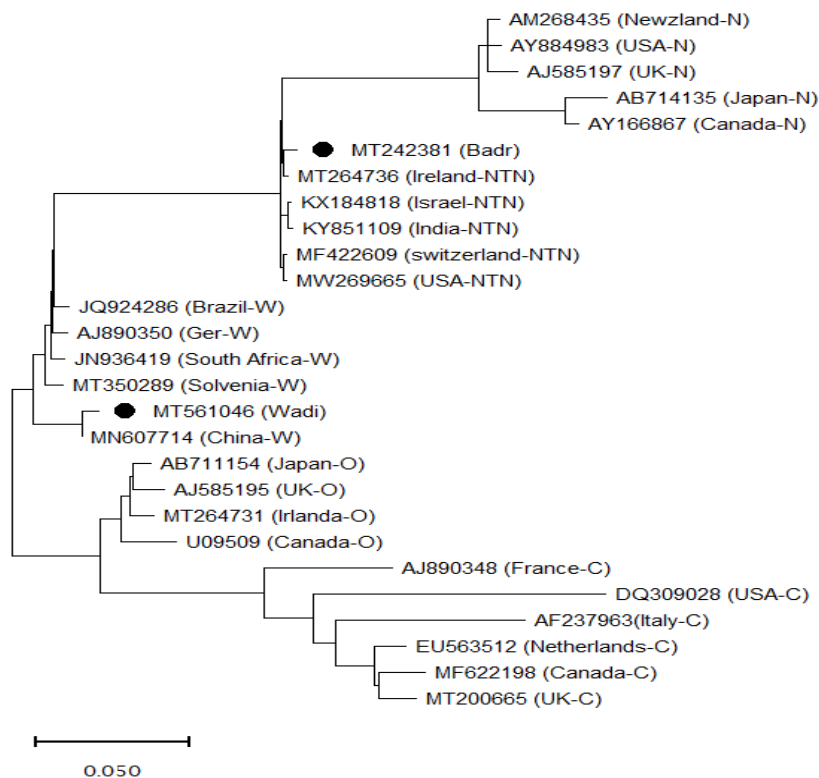 AM268435 (Newzland-N)
AY884983 (USA-N)
AJ585197 (UK-N)
AB714135 (Japan-N)
AY166867 (Canada-N)
MT242381 (Badr)
MT264736 (Ireland-NTN)
KX184818 (Israel-NTN)
KY851109 (India-NTN)
MF422609 (switzerland-NTN)
MW269665 (USA-NTN)
JQ924286 (Brazil-W)
AJ890350 (Ger-W)
JN936419 (South Africa-W)
MT350289 (Solvenia-W)
MT561046 (Wadi)
MN607714 (China-W)
AB711154 (Japan-O)
AJ585195 (UK-O)
MT264731 (Irlanda-O)
U09509 (Canada-O)
AJ890348 (France-C)
DQ309028 (USA-C)
AF237963(Italy-C)
EU563512 (Netherlands-C)
MF622198 (Canada-C)
MT200665 (UK-C)
0.050